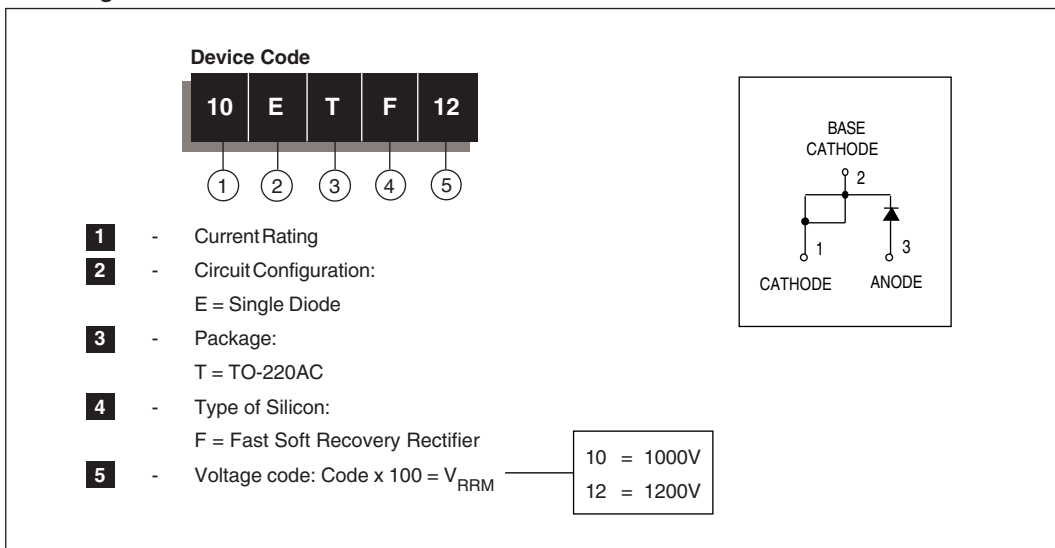 Device Code
10 E T F 12
1 2 3 4 5
1 - Current Rating
2 - Circuit Configuration:
E = Single Diode
3 - Package:
T = TO-220AC
4 - Type of Silicon:
F = Fast Soft Recovery Rectifier
5 - Voltage code: Code x 100 = VRRM
10 = 1000V
12 = 1200V
BASE
CATHODE
2
1 3
CATHODE ANODE